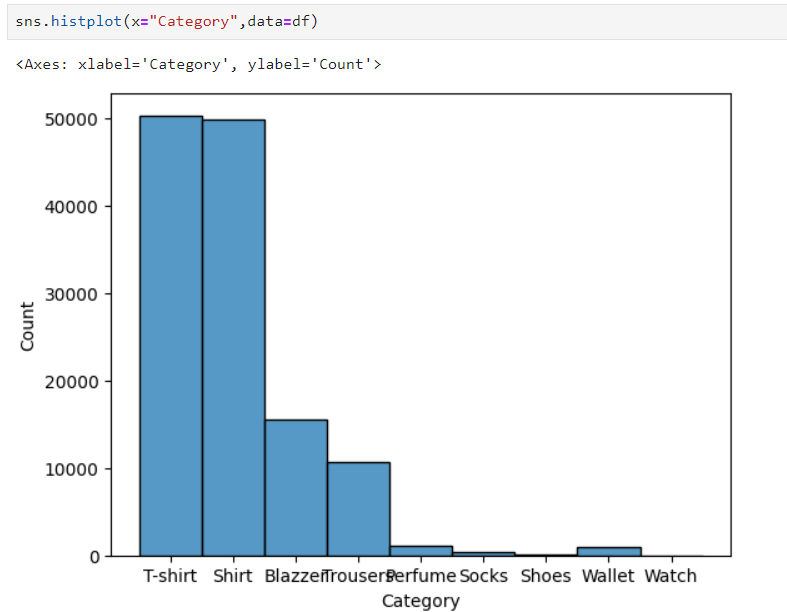 sns.histplot(x="Category",data=df)
<Axes: xlabel='Category', ylabel='Count'>
50000
40000
30000
20000
10000
0
Count
T-shirt Shirt Blazzer Trousers Perfume Socks Shoes Wallet Watch
Category